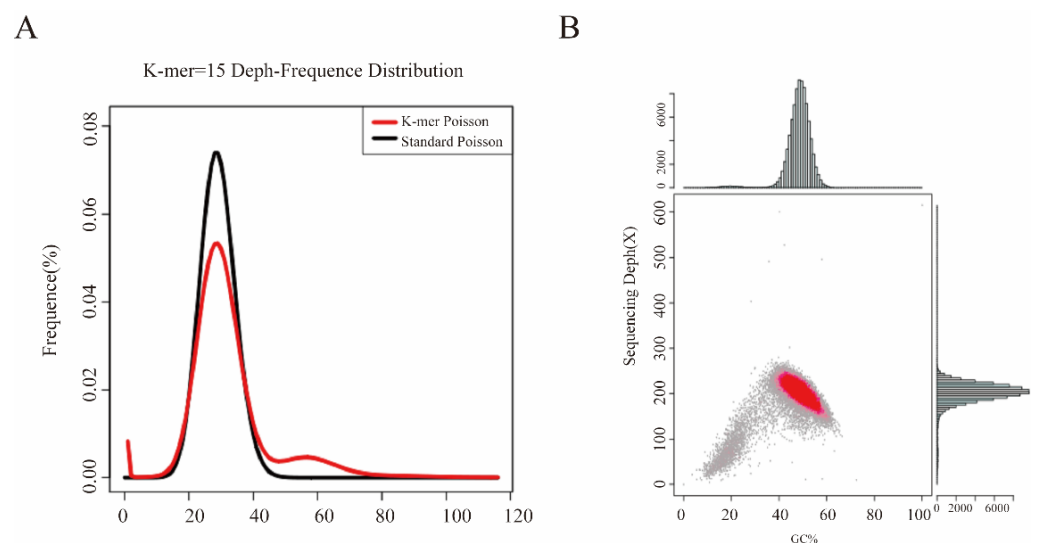 A
K-mer=15 Deph-Frequence Distribution
K-mer Poisson
Standard Poisson
Frequence(%)
0.00
0.02
0.04
0.06
0.08
0 20 40 60 80 100 120
B
0 2000 6000
Sequencing Deph(X)
600
500
400
300
200
100
0
0 20 40 60 80 100
GC%
0 2000 6000